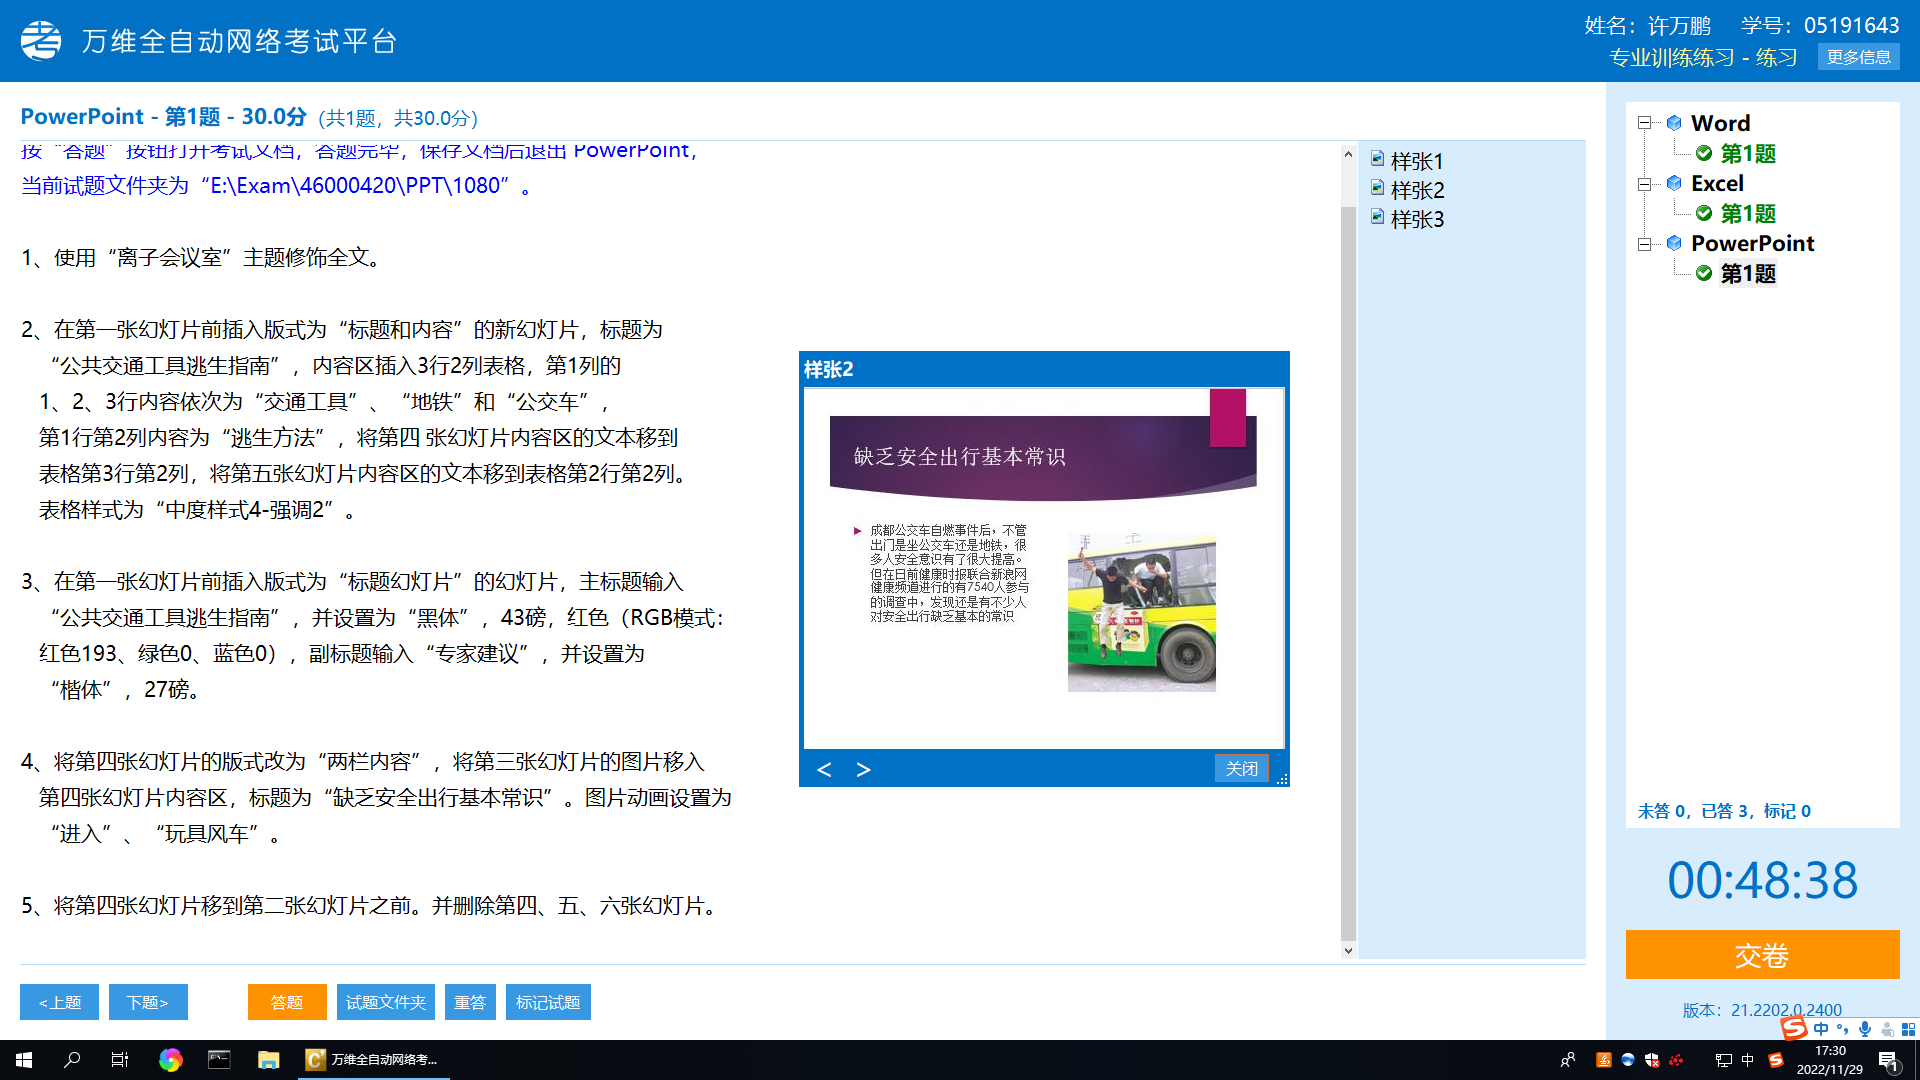 万维全自动网络考试平台
姓名：许万鹏 学号：05191643
专业训练练习 - 练习 更多信息
PowerPoint - 第1题 - 30.0分 (共1题，共30.0分)
按“答题”按钮打开考试文档，答题完毕，保存文档后退出 PowerPoint，
当前试题文件夹为“E:\Exam\46000420\PPT\1080”。
1、使用“离子会议室”主题修饰全文。
2、在第一张幻灯片前插入版式为“标题和内容”的新幻灯片，标题为
“公共交通工具逃生指南”，内容区插入3行2列表格，第1列的
1、2、3行内容依次为“交通工具”、“地铁”和“公交车”，
第1行第2列内容为“逃生方法”，将第四 张幻灯片内容区的文本移到
表格第3行第2列，将第五张幻灯片内容区的文本移到表格第2行第2列。
表格样式为“中度样式4-强调2”。
3、在第一张幻灯片前插入版式为“标题幻灯片”的幻灯片，主标题输入
“公共交通工具逃生指南”，并设置为“黑体”，43磅，红色（RGB模式：
红色193、绿色0、蓝色0），副标题输入“专家建议”，并设置为
“楷体”，27磅。
4、将第四张幻灯片的版式改为“两栏内容”，将第三张幻灯片的图片移入
第四张幻灯片内容区，标题为“缺乏安全出行基本常识”。图片动画设置为
“进入”、“玩具风车”。
5、将第四张幻灯片移到第二张幻灯片之前。并删除第四、五、六张幻灯片。
样张2
缺乏安全出行基本常识
成都公交车自燃事件后，不管
出门是坐公交车还是地铁，很
多人安全意识有了很大提高。
但在日前健康时报联合新浪网
健康频道进行的有7540人参与
的调查中，发现还是有不少人
对安全出行缺乏基本的常识
< > 关闭
样张1
样张2
样张3
Word
第1题
Excel
第1题
PowerPoint
第1题
未答 0，已答 3，标记 0
00:48:38
交卷
版本：21.2202.0.2400
<上题 下题> 答题 试题文件夹 重答 标记试题
中
万维全自动网络考...
中
17:30
2022/11/29
1